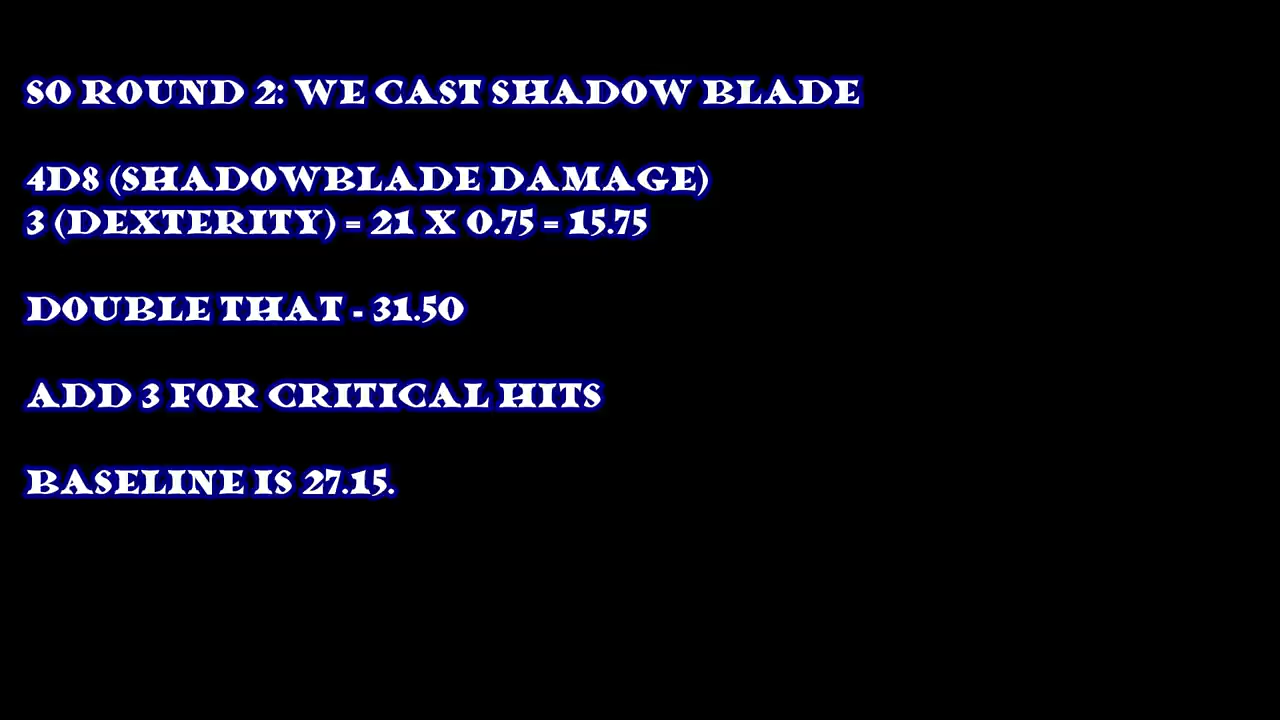 SO ROUND 2: WE CAST SHADOW BLADE
4D8 (SHADOWBLADE DAMAGE)
3 (DEXTERITY) = 21 X 0.75 = 15.75
DOUBLE THAT - 31.50
ADD 3 FOR CRITICAL HITS
BASELINE IS 27.15.